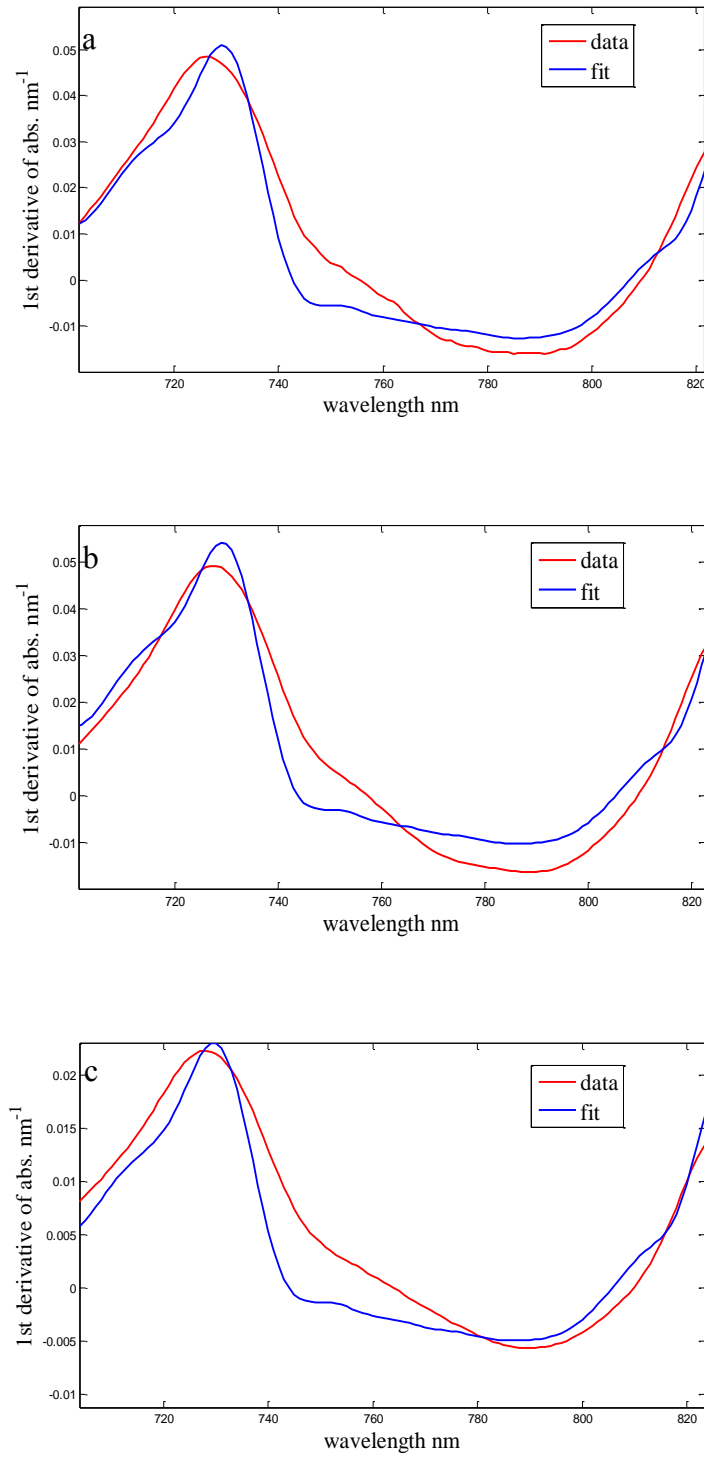 a
data
fit
0.05
0.04
0.03
0.02
0.01
0
-0.01
1st derivative of abs. nm-1
720 740 760 780 800 820
wavelength nm
b
data
fit
0.05
0.04
0.03
0.02
0.01
0
-0.01
1st derivative of abs. nm-1
720 740 760 780 800 820
wavelength nm
c
data
fit
0.02
0.015
0.01
0.005
0
-0.005
-0.01
1st derivative of abs. nm-1
720 740 760 780 800 820
wavelength nm